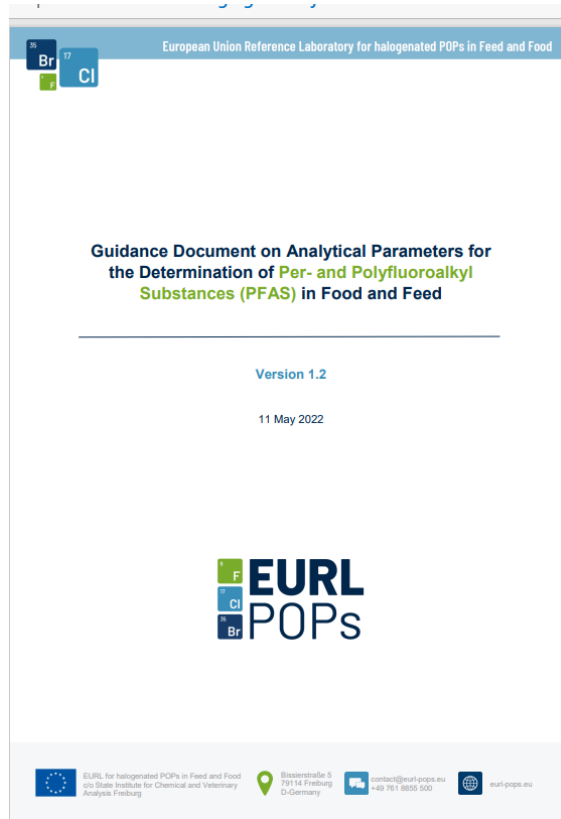 European Union Reference Laboratory for halogenated POPs in Feed and Food
35
Br
17
Cl
F
Guidance Document on Analytical Parameters for
the Determination of Per- and Polyfluoroalkyl
Substances (PFAS) in Food and Feed
Version 1.2
11 May 2022
9
F
EURL
17
Cl
35
Br
POPs
EURL for halogenated POPs in Feed and Food
c/o State Institute for Chemical and Veterinary
Analysis Freiburg
Bissierstraße 5
79114 Freiburg
D-Germany
contact@eurl-pops.eu
+49 761 8855 500
eurl-pops.eu